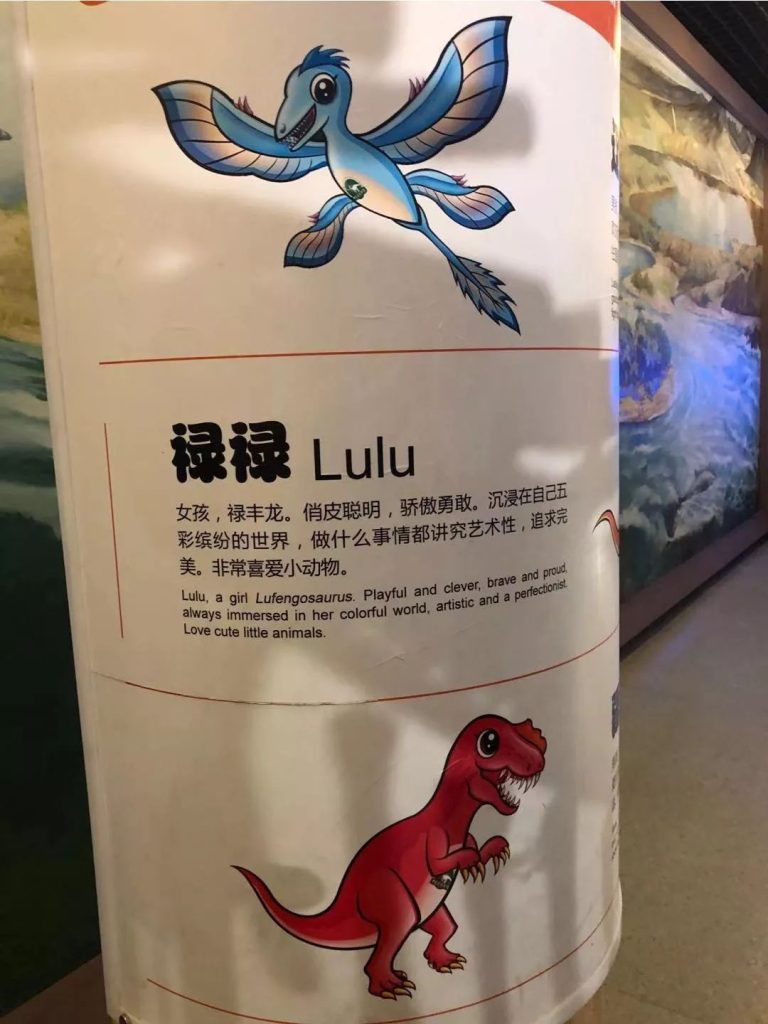 禄禄 Lulu
女孩，禄丰龙。俏皮聪明，骄傲勇敢。沉浸在自己五
彩缤纷的世界，做什么事情都讲究艺术性，追求完
美。非常喜爱小动物。
Lulu, a girl Lufengosaurus. Playful and clever, brave and proud,
always immersed in her colorful world, artistic and a perfectionist.
Love cute little animals.